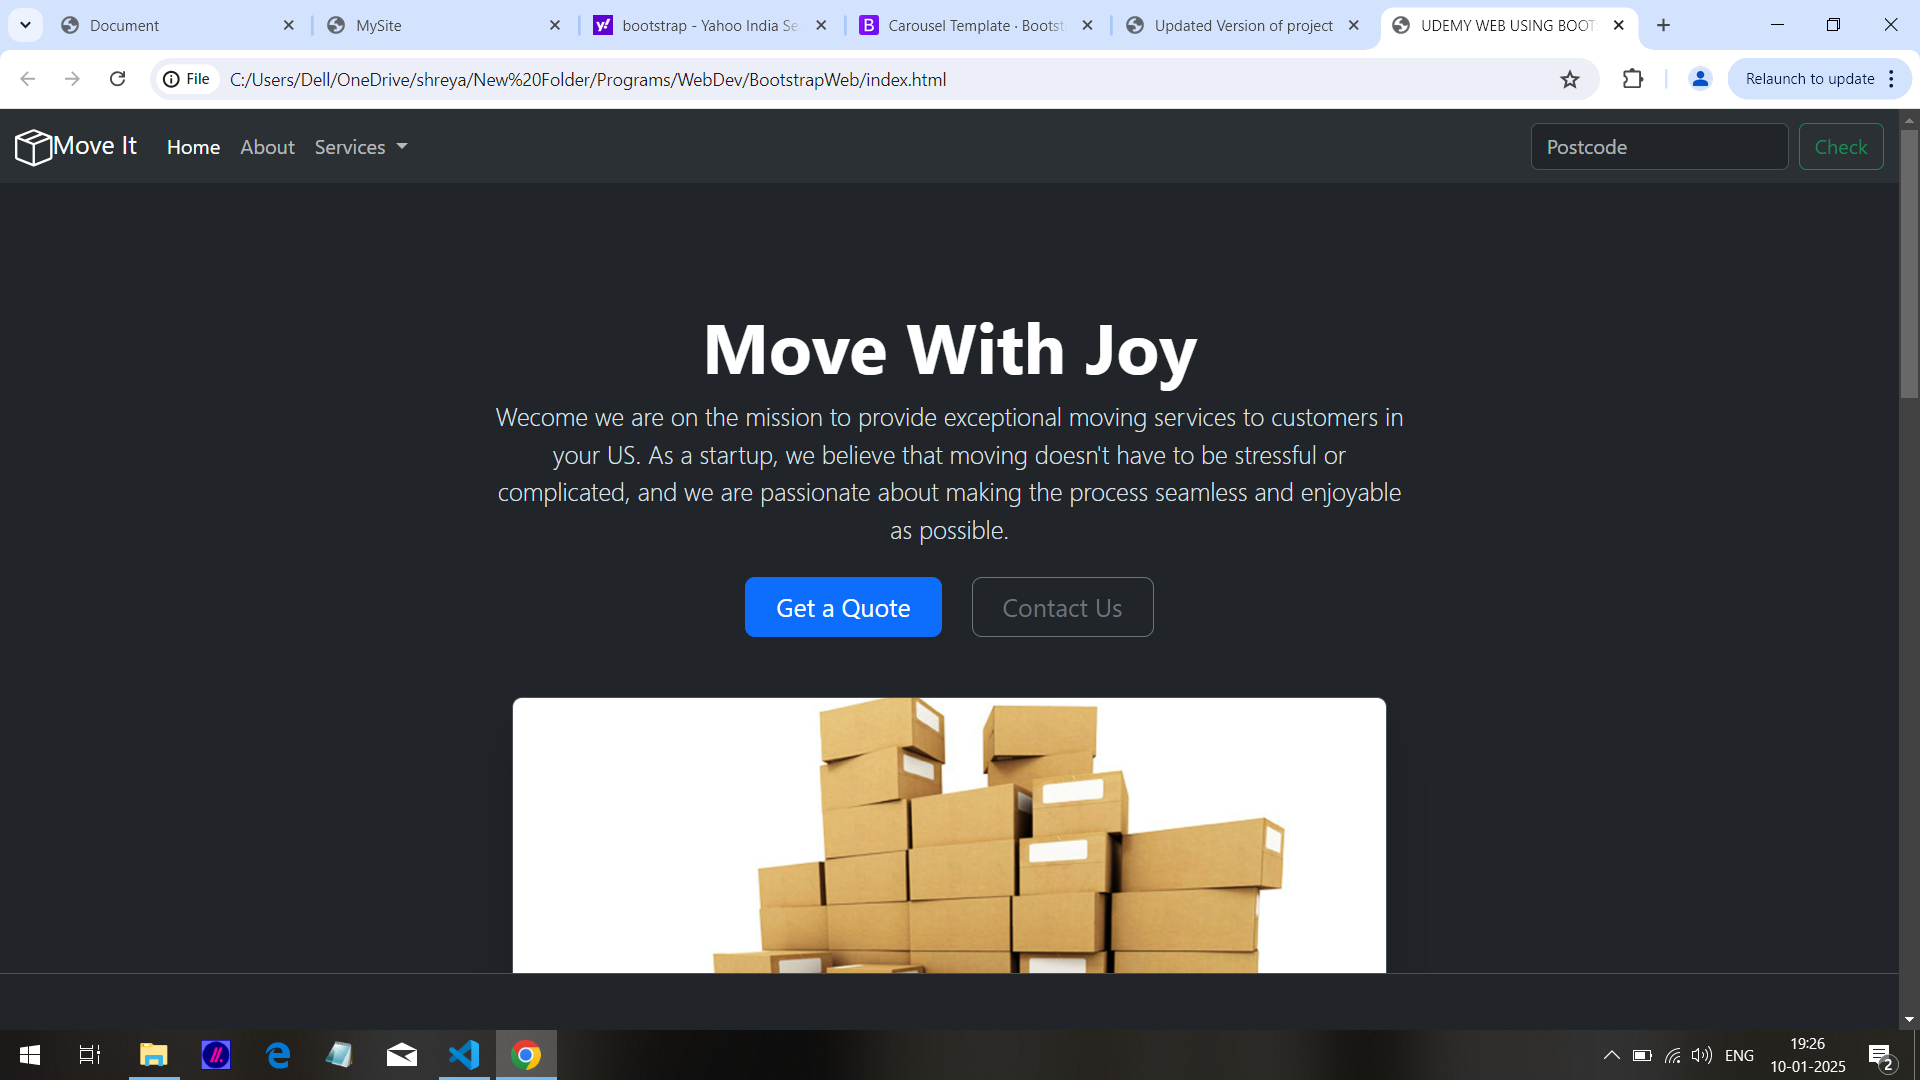 Document
MySite
bootstrap - Yahoo India Se
Carousel Template · Bootst
Updated Version of project
UDEMY WEB USING BOOT
File
C:/Users/Dell/OneDrive/shreya/New%20Folder/Programs/WebDev/BootstrapWeb/index.html
Relaunch to update
Move It
Home
About
Services
Postcode
Check
Move With Joy
Wecome we are on the mission to provide exceptional moving services to customers in
your US. As a startup, we believe that moving doesn't have to be stressful or
complicated, and we are passionate about making the process seamless and enjoyable
as possible.
Get a Quote
Contact Us
ENG
19:26
10-01-2025
2